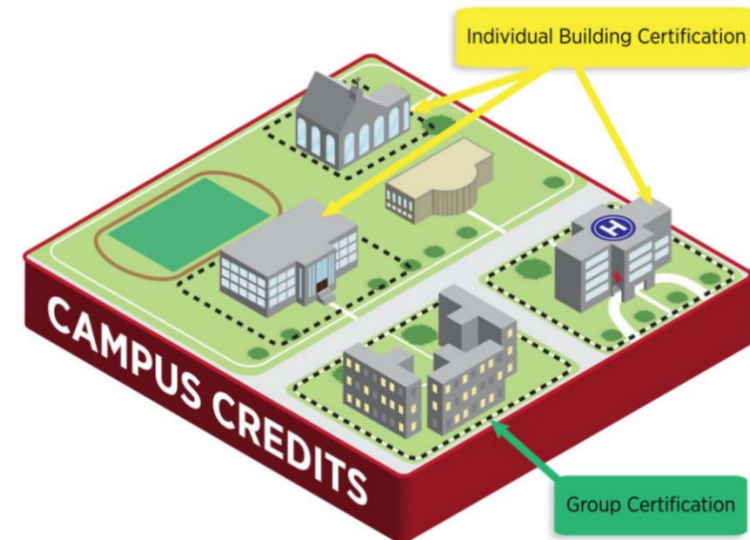 Individual Building Certification
H
CAMPUS CREDITS
Group Certification